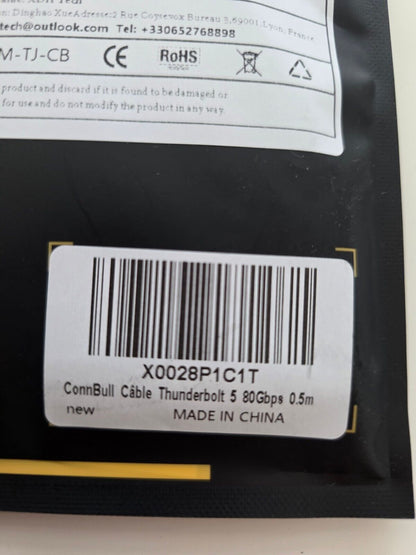 on: Dinghao XueAdresse:2 Rue Coysevox Bureau 3,69001,Lyon, France
tech@outlook.com Tel: +330652768898
M-TJ-CB CE RoHS
product and discard if it is found to be damaged or
for use and do not modify the product in any way.
X0028P1C1T
ConnBull Câble Thunderbolt 5 80Gbps 0.5m
new MADE IN CHINA